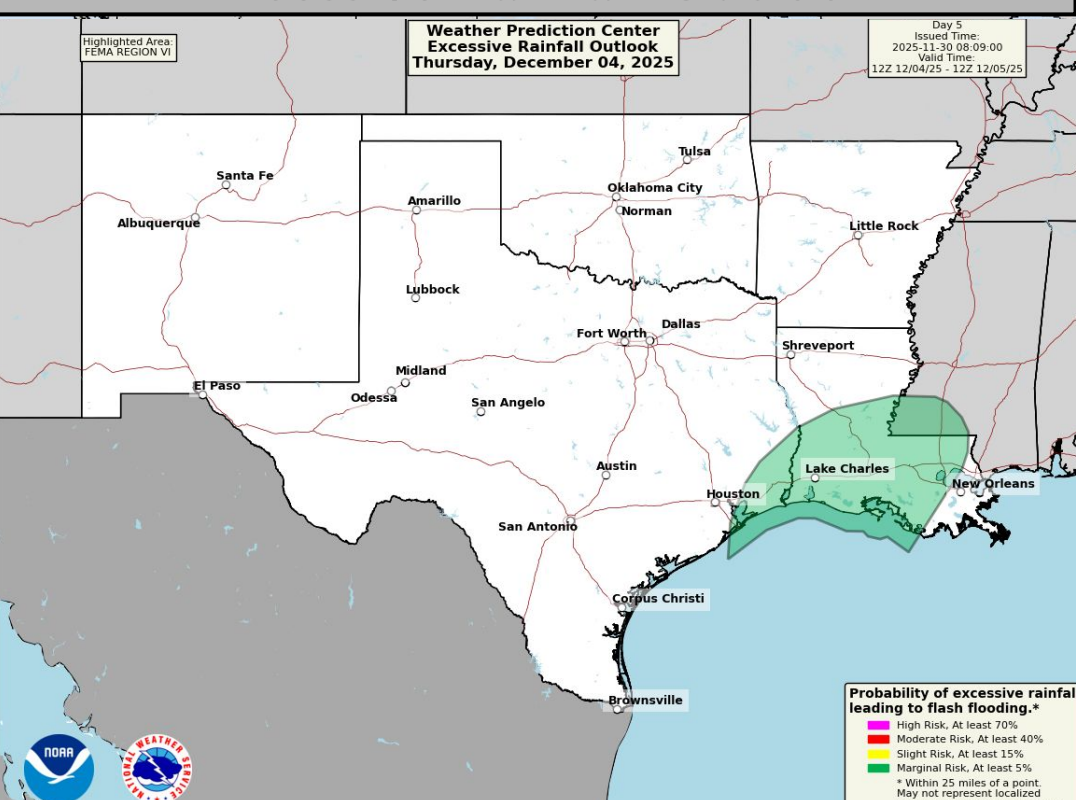 Highlighted Area:
FEMA REGION VI
Weather Prediction Center
Excessive Rainfall Outlook
Thursday, December 04, 2025
Day 5
Issued Time:
2025-11-30 08:09:00
Valid Time:
12Z 12/04/25 - 12Z 12/05/25
Tulsa
Santa Fe
Oklahoma City
Amarillo
Norman
Albuquerque
Little Rock
Lubbock
Dallas
Fort Worth
Shreveport
Midland
El Paso
Odessa
San Angelo
Austin
Lake Charles
New Orleans
Houston
San Antonio
Corpus Christi
Brownsville
Probability of excessive rainfal
leading to flash flooding.*
High Risk, At least 70%
Moderate Risk, At least 40%
Slight Risk, At least 15%
Marginal Risk, At least 5%
* Within 25 miles of a point.
May not represent localized
NOAA
NATIONAL WEATHER SERVICE